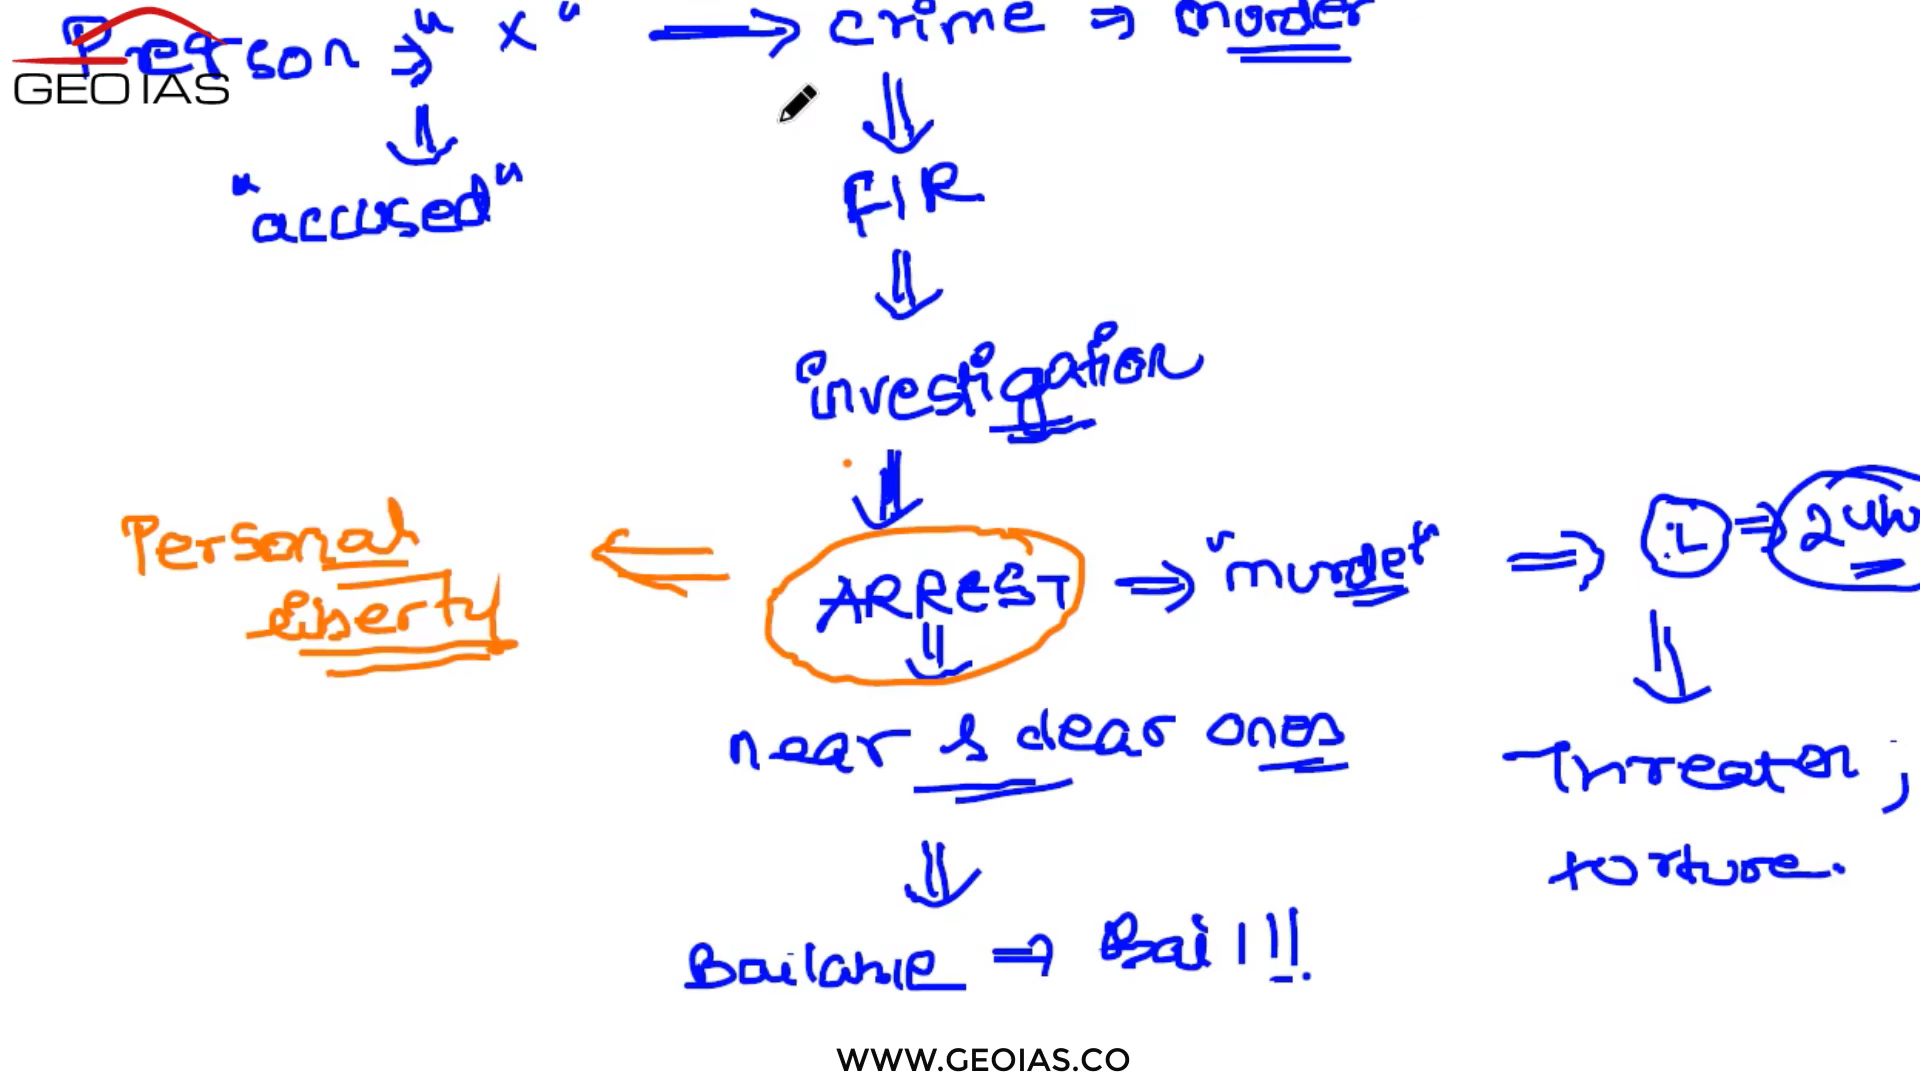 Person ⇒ "x" → crime ⇒ murder
GEO IAS
"accused"
FIR
investigation
Personal
liberty
ARREST ⇒ "murder" ⇒ L ⇒
near & dear ones
Threaten ;
torture.
Bailable ⇒ Bail!!
WWW.GEOIAS.CO